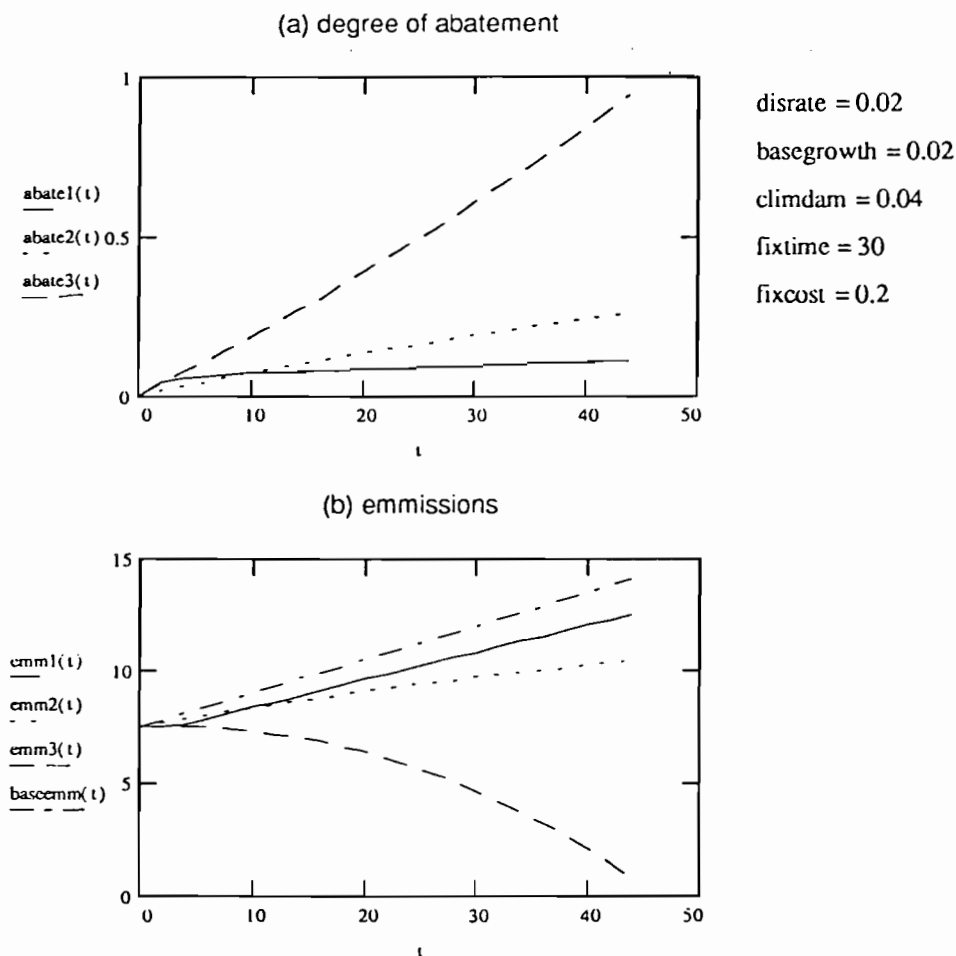 (a) degree of abatement
1
0.5
0
abate1(t)
abate2(t)
abate3(t)
0 10 20 30 40 50
t
disrate = 0.02
basegrowth = 0.02
climdam = 0.04
fixtime = 30
fixcost = 0.2
(b) emmissions
15
10
5
0
emm1(t)
emm2(t)
emm3(t)
baseemm(t)
0 10 20 30 40 50
t